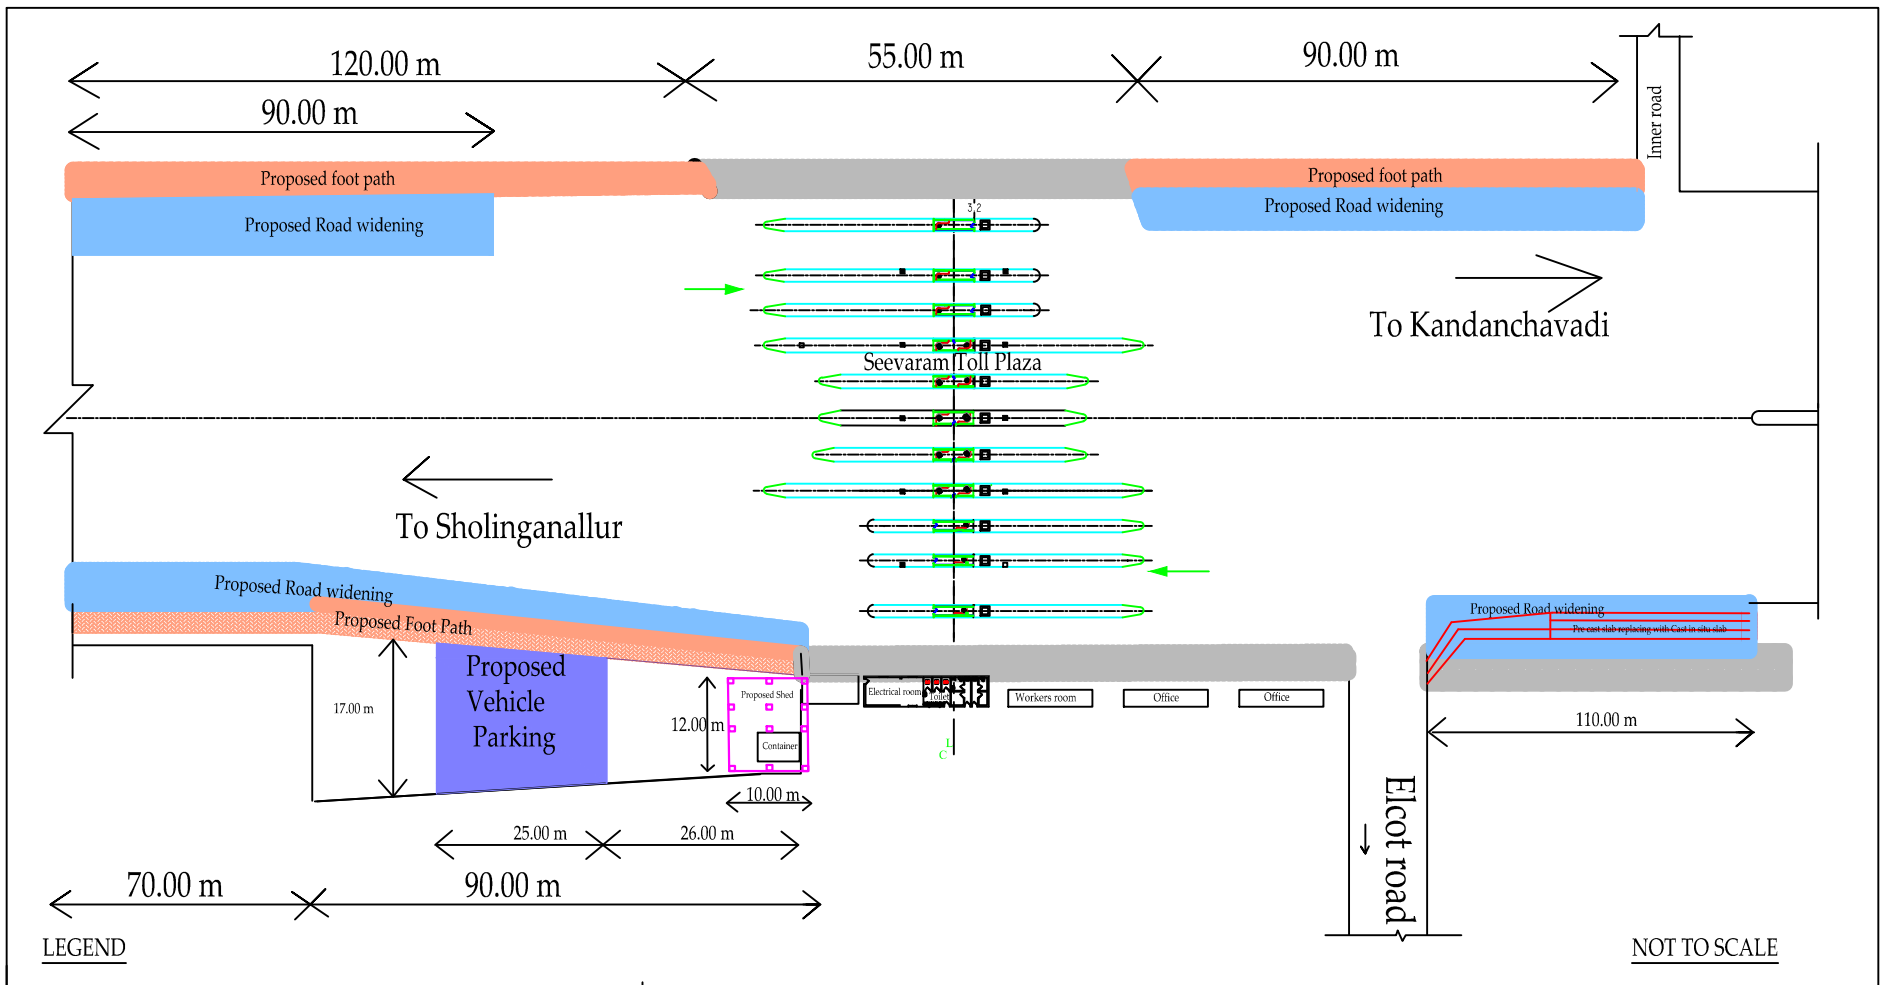 120.00 m
55.00 m
90.00 m
90.00 m
Inner road
Proposed foot path
Proposed foot path
Proposed Road widening
Proposed Road widening
3.2
To Kandanchavadi
Seevaram Toll Plaza
To Sholinganallur
Proposed Road widening
Proposed Foot Path
Proposed Road widening
Pre cast slab replacing with Cast in situ slab
Proposed
Vehicle
Parking
17.00 m
Proposed Shed
12.00 m
Container
Electrical room
Toilet
Workers room
Office
Office
110.00 m
L
C
10.00 m
25.00 m
26.00 m
Elcot road
70.00 m
90.00 m
LEGEND
NOT TO SCALE